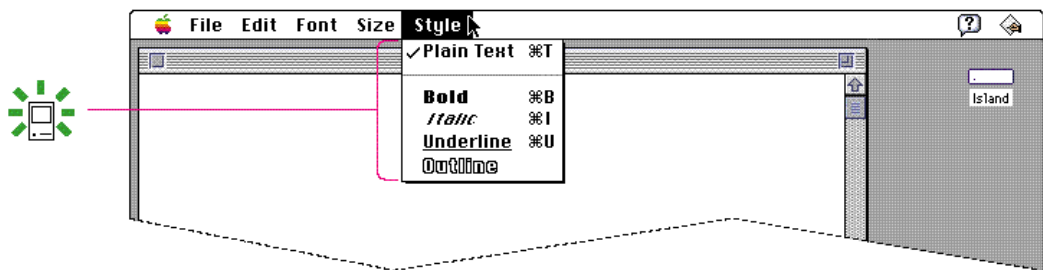 File Edit Font Size Style
✓Plain Text ⌘T
Bold ⌘B
Italic ⌘I
Underline ⌘U
Outline
Island